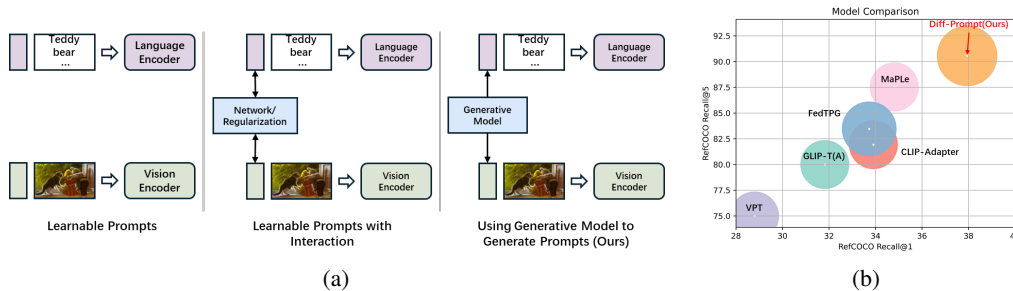 Teddy
bear
...
Language
Encoder
Vision
Encoder
Learnable Prompts
Teddy
bear
...
Language
Encoder
Network/
Regularization
Vision
Encoder
Learnable Prompts with
Interaction
Teddy
bear
...
Language
Encoder
Generative
Model
Vision
Encoder
Using Generative Model to
Generate Prompts (Ours)
(a)
Model Comparison
RefCOCO Recall@5
92.5
90.0
87.5
85.0
82.5
80.0
77.5
75.0
Diff-Prompt(Ours)
MaPLe
FedTPG
CLIP-Adapter
GLIP-T(A)
VPT
28 30 32 34 36 38
RefCOCO Recall@1
(b)